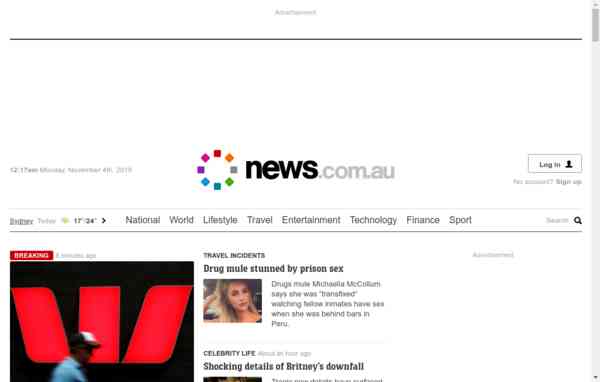 Advertisement
12:17am Monday, November 4th, 2019
news.com.au
Log in
No account? Sign up
Sydney Today 17°/24° National World Lifestyle Travel Entertainment Technology Finance Sport Search
BREAKING 8 minutes ago
TRAVEL INCIDENTS
Drug mule stunned by prison sex
Drugs mule Michaella McCollum
says she was "transfixed"
watching fellow inmates have sex
when she was behind bars in
Peru.
Advertisement
CELEBRITY LIFE About an hour ago
Shocking details of Britney's downfall